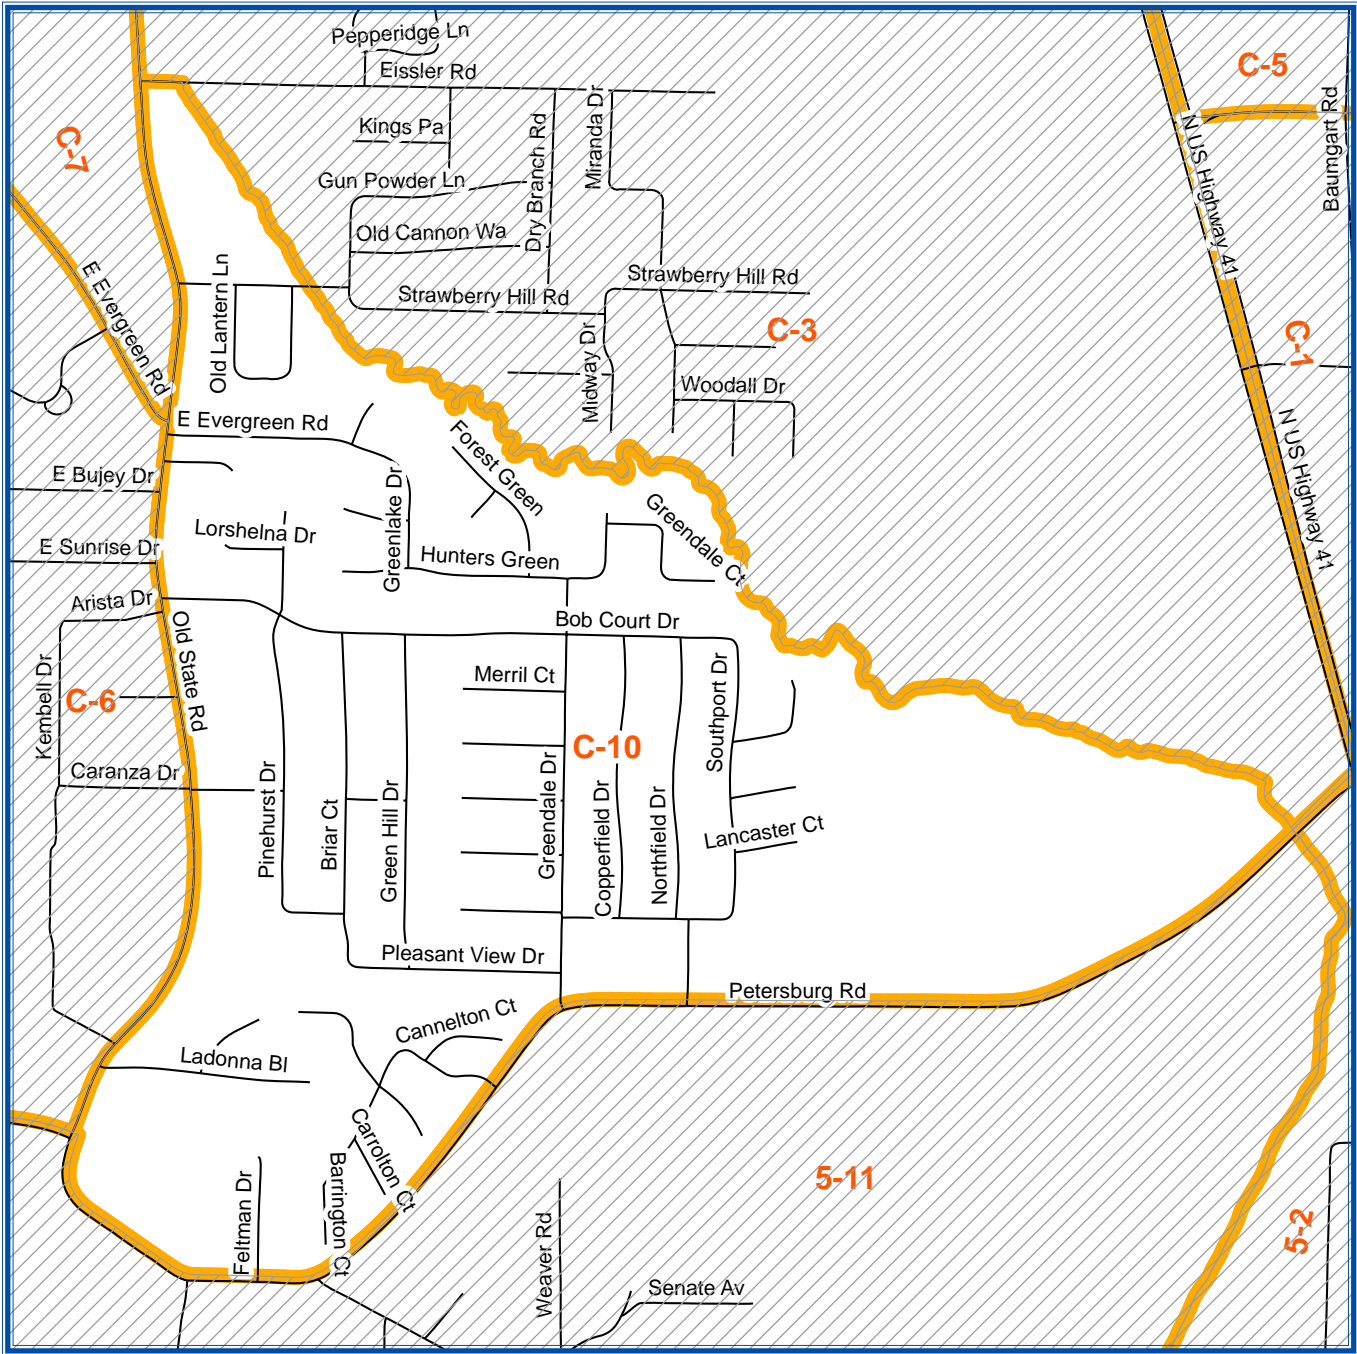 Pepperidge Ln
Eissler Rd
C-5
Kings Pa
Miranda Dr
Baumgart Rd
C-7
Dry Branch Rd
N US Highway 41
Gun Powder Ln
Old Cannon Wa
Strawberry Hill Rd
Strawberry Hill Rd
E Evergreen Rd
Old Lantern Ln
C-3
C-1
Midway Dr
Woodall Dr
E Evergreen Rd
Forest Green
N US Highway 41
E Bujey Dr
Greenlake Dr
Greendale Ct
Lorshelna Dr
E Sunrise Dr
Hunters Green
Arista Dr
Bob Court Dr
Old State Rd
Kembell Dr
C-6
Merril Ct
Southport Dr
C-10
Caranza Dr
Pinehurst Dr
Briar Ct
Green Hill Dr
Greendale Dr
Copperfield Dr
Northfield Dr
Lancaster Ct
Pleasant View Dr
Petersburg Rd
Cannelton Ct
Ladonna Bl
Carrolton Ct
Barrington Ct
Feltman Dr
5-11
5-2
Weaver Rd
Senate Av